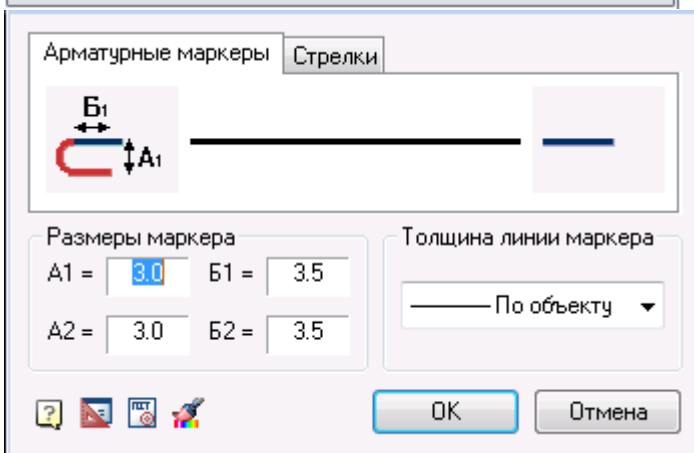 Арматурные маркеры Стрелки
Б1
А1
Размеры маркера
А1 = 3.0 Б1 = 3.5
А2 = 3.0 Б2 = 3.5
Толщина линии маркера
По объекту
? OK Отмена